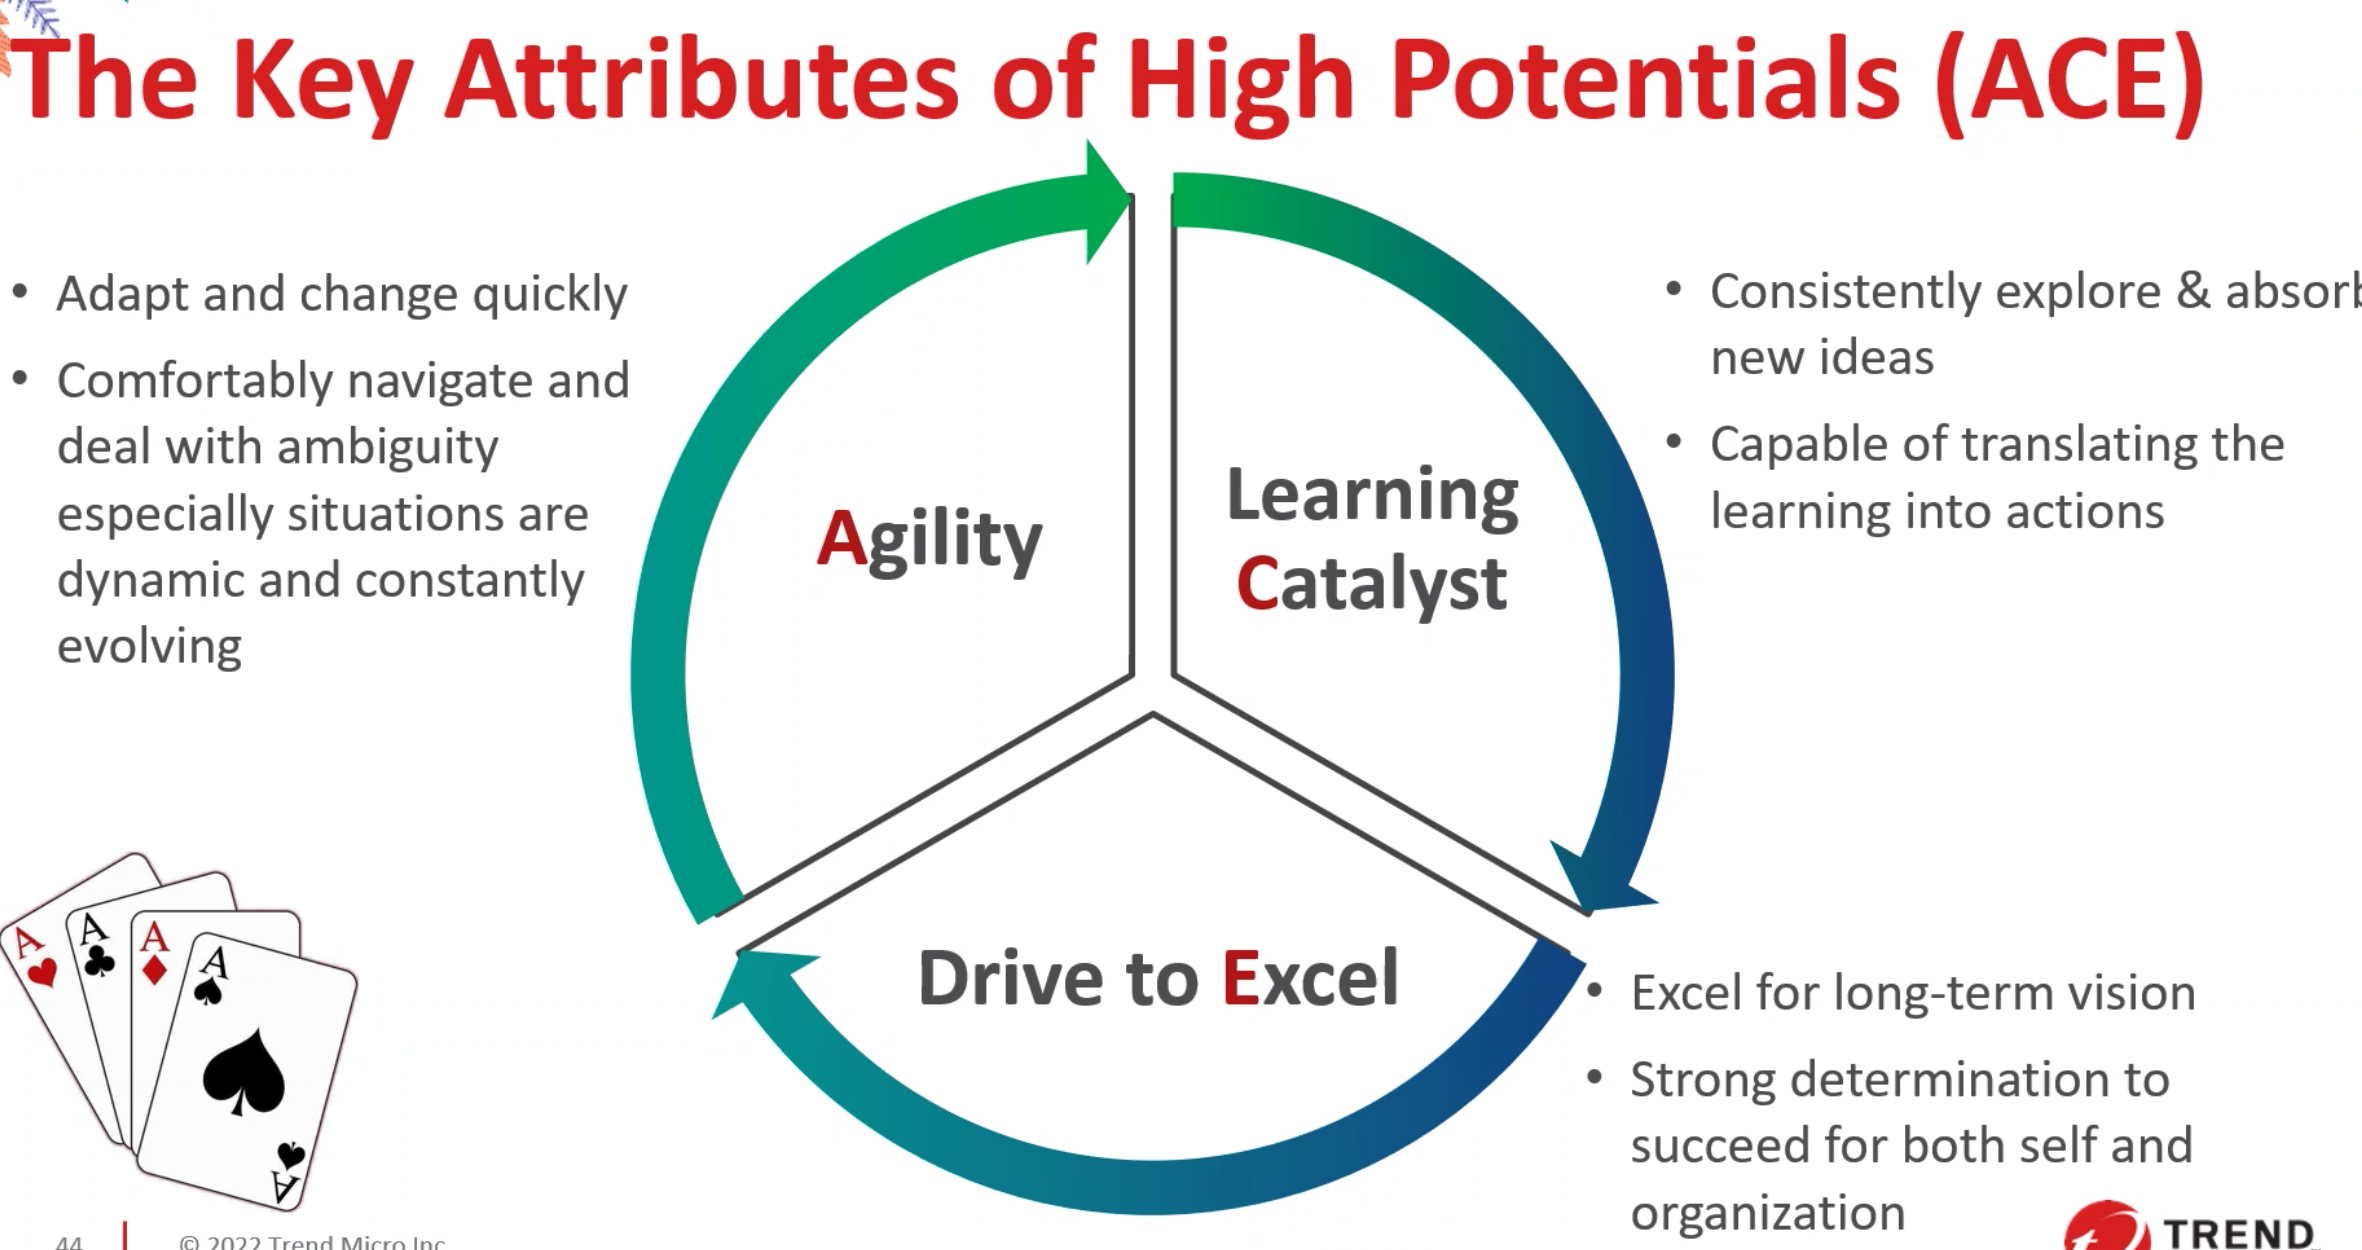 The Key Attributes of High Potentials (ACE)
• Adapt and change quickly
• Comfortably navigate and
deal with ambiguity
especially situations are
dynamic and constantly
evolving
Agility
Learning
Catalyst
• Consistently explore & absorb
new ideas
• Capable of translating the
learning into actions
Drive to Excel
• Excel for long-term vision
• Strong determination to
succeed for both self and
organization
A
A
A
A
A
44
© 2022 Trend Micro Inc
TREND